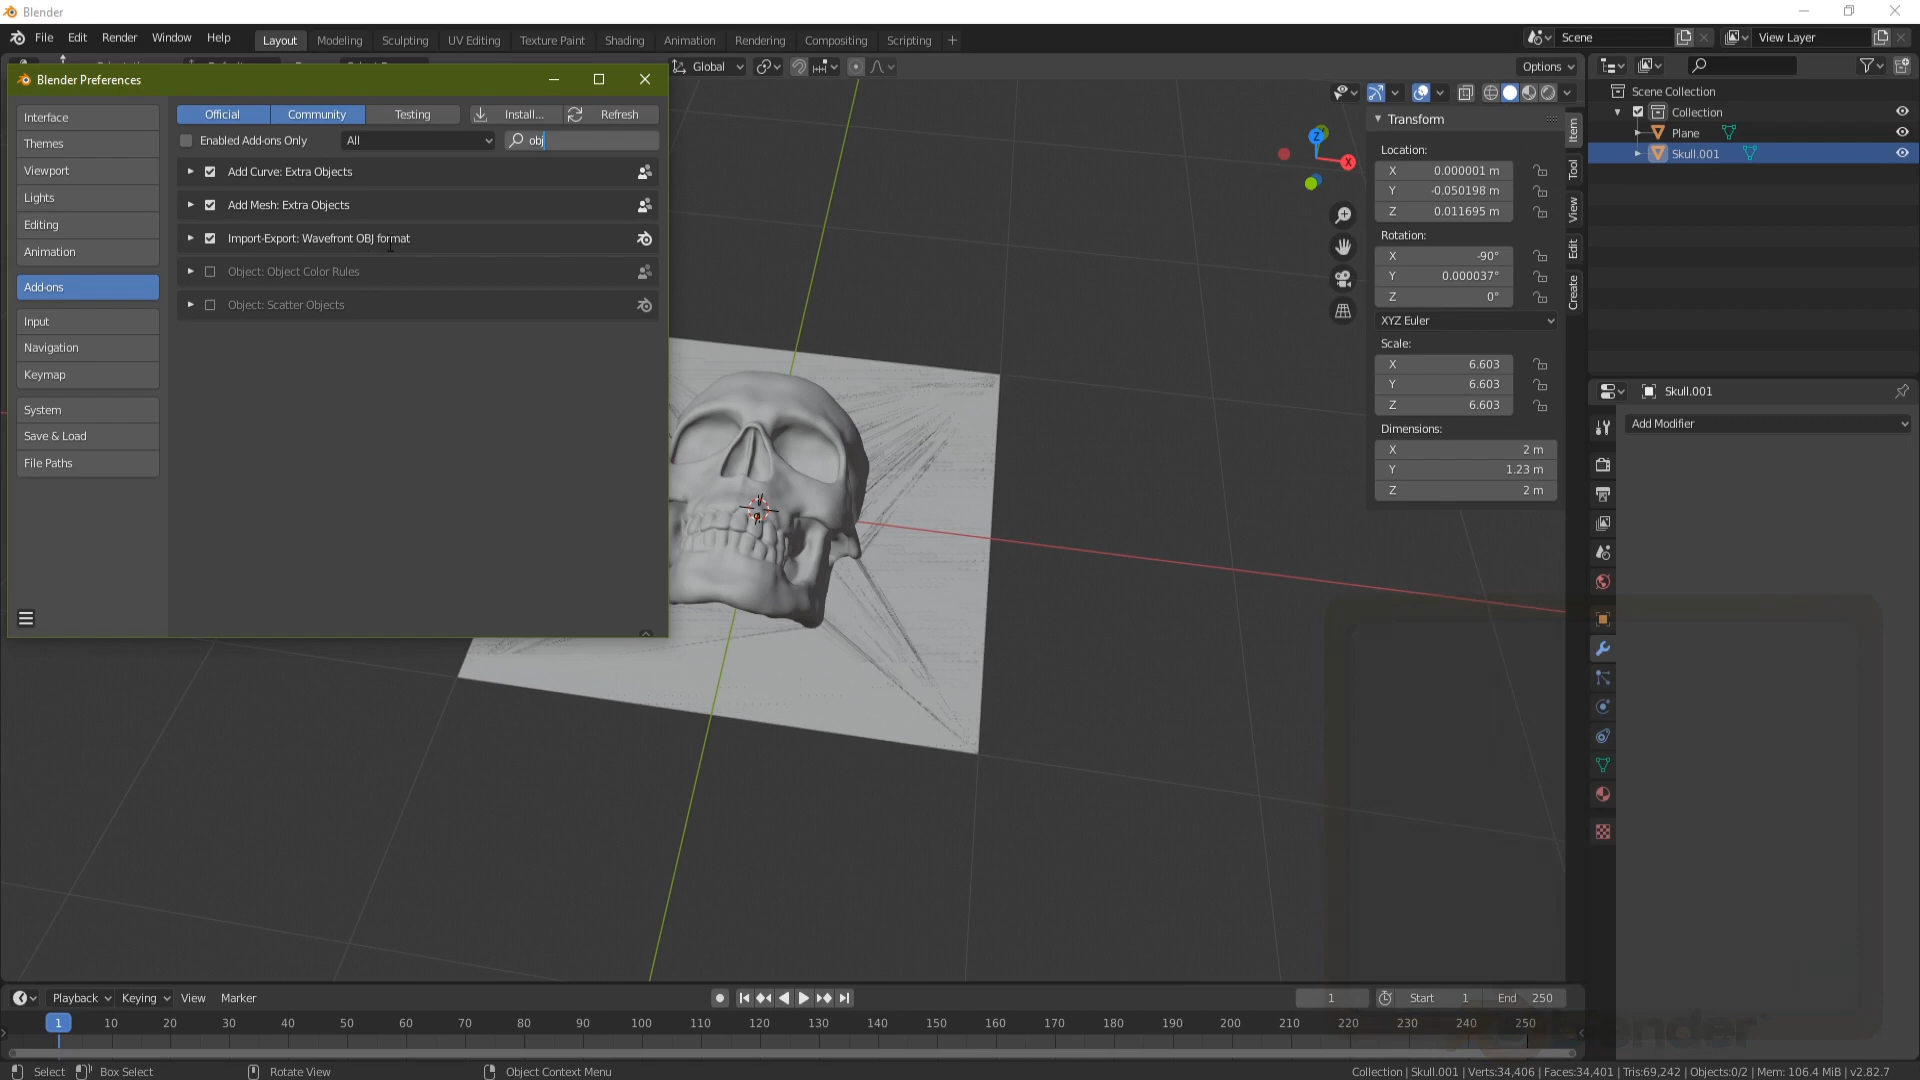 Blender
File Edit Render Window Help Layout Modeling Sculpting UV Editing Texture Paint Shading Animation Rendering Compositing Scripting + Scene View Layer
Blender Preferences
Global
Options
Interface
Themes
Viewport
Lights
Editing
Animation
Add-ons
Input
Navigation
Keymap
System
Save & Load
File Paths
Official Community Testing Install... Refresh
Enabled Add-ons Only All obj
Add Curve: Extra Objects
Add Mesh: Extra Objects
Import-Export: Wavefront OBJ format
Object: Object Color Rules
Object: Scatter Objects
Z
X
Transform
Location:
X 0.000001 m
Y -0.050198 m
Z 0.011695 m
Rotation:
X -90°
Y 0.000037°
Z 0°
XYZ Euler
Scale:
X 6.603
Y 6.603
Z 6.603
Dimensions:
X 2 m
Y 1.23 m
Z 2 m
Item
Tool
View
Edit
Create
Scene Collection
Collection
Plane
Skull.001
Skull.001
Add Modifier
Playback Keying View Marker 1 Start 1 End 250
1 10 20 30 40 50 60 70 80 90 100 110 120 130 140 150 160 170 180 190 200 210 220 230 240 250
Select Box Select Rotate View Object Context Menu Collection | Skull.001 | Verts:34,406 | Faces:34,401 | Tris:69,242 | Objects:0/2 | Mem: 106.4 MiB | v2.82.7